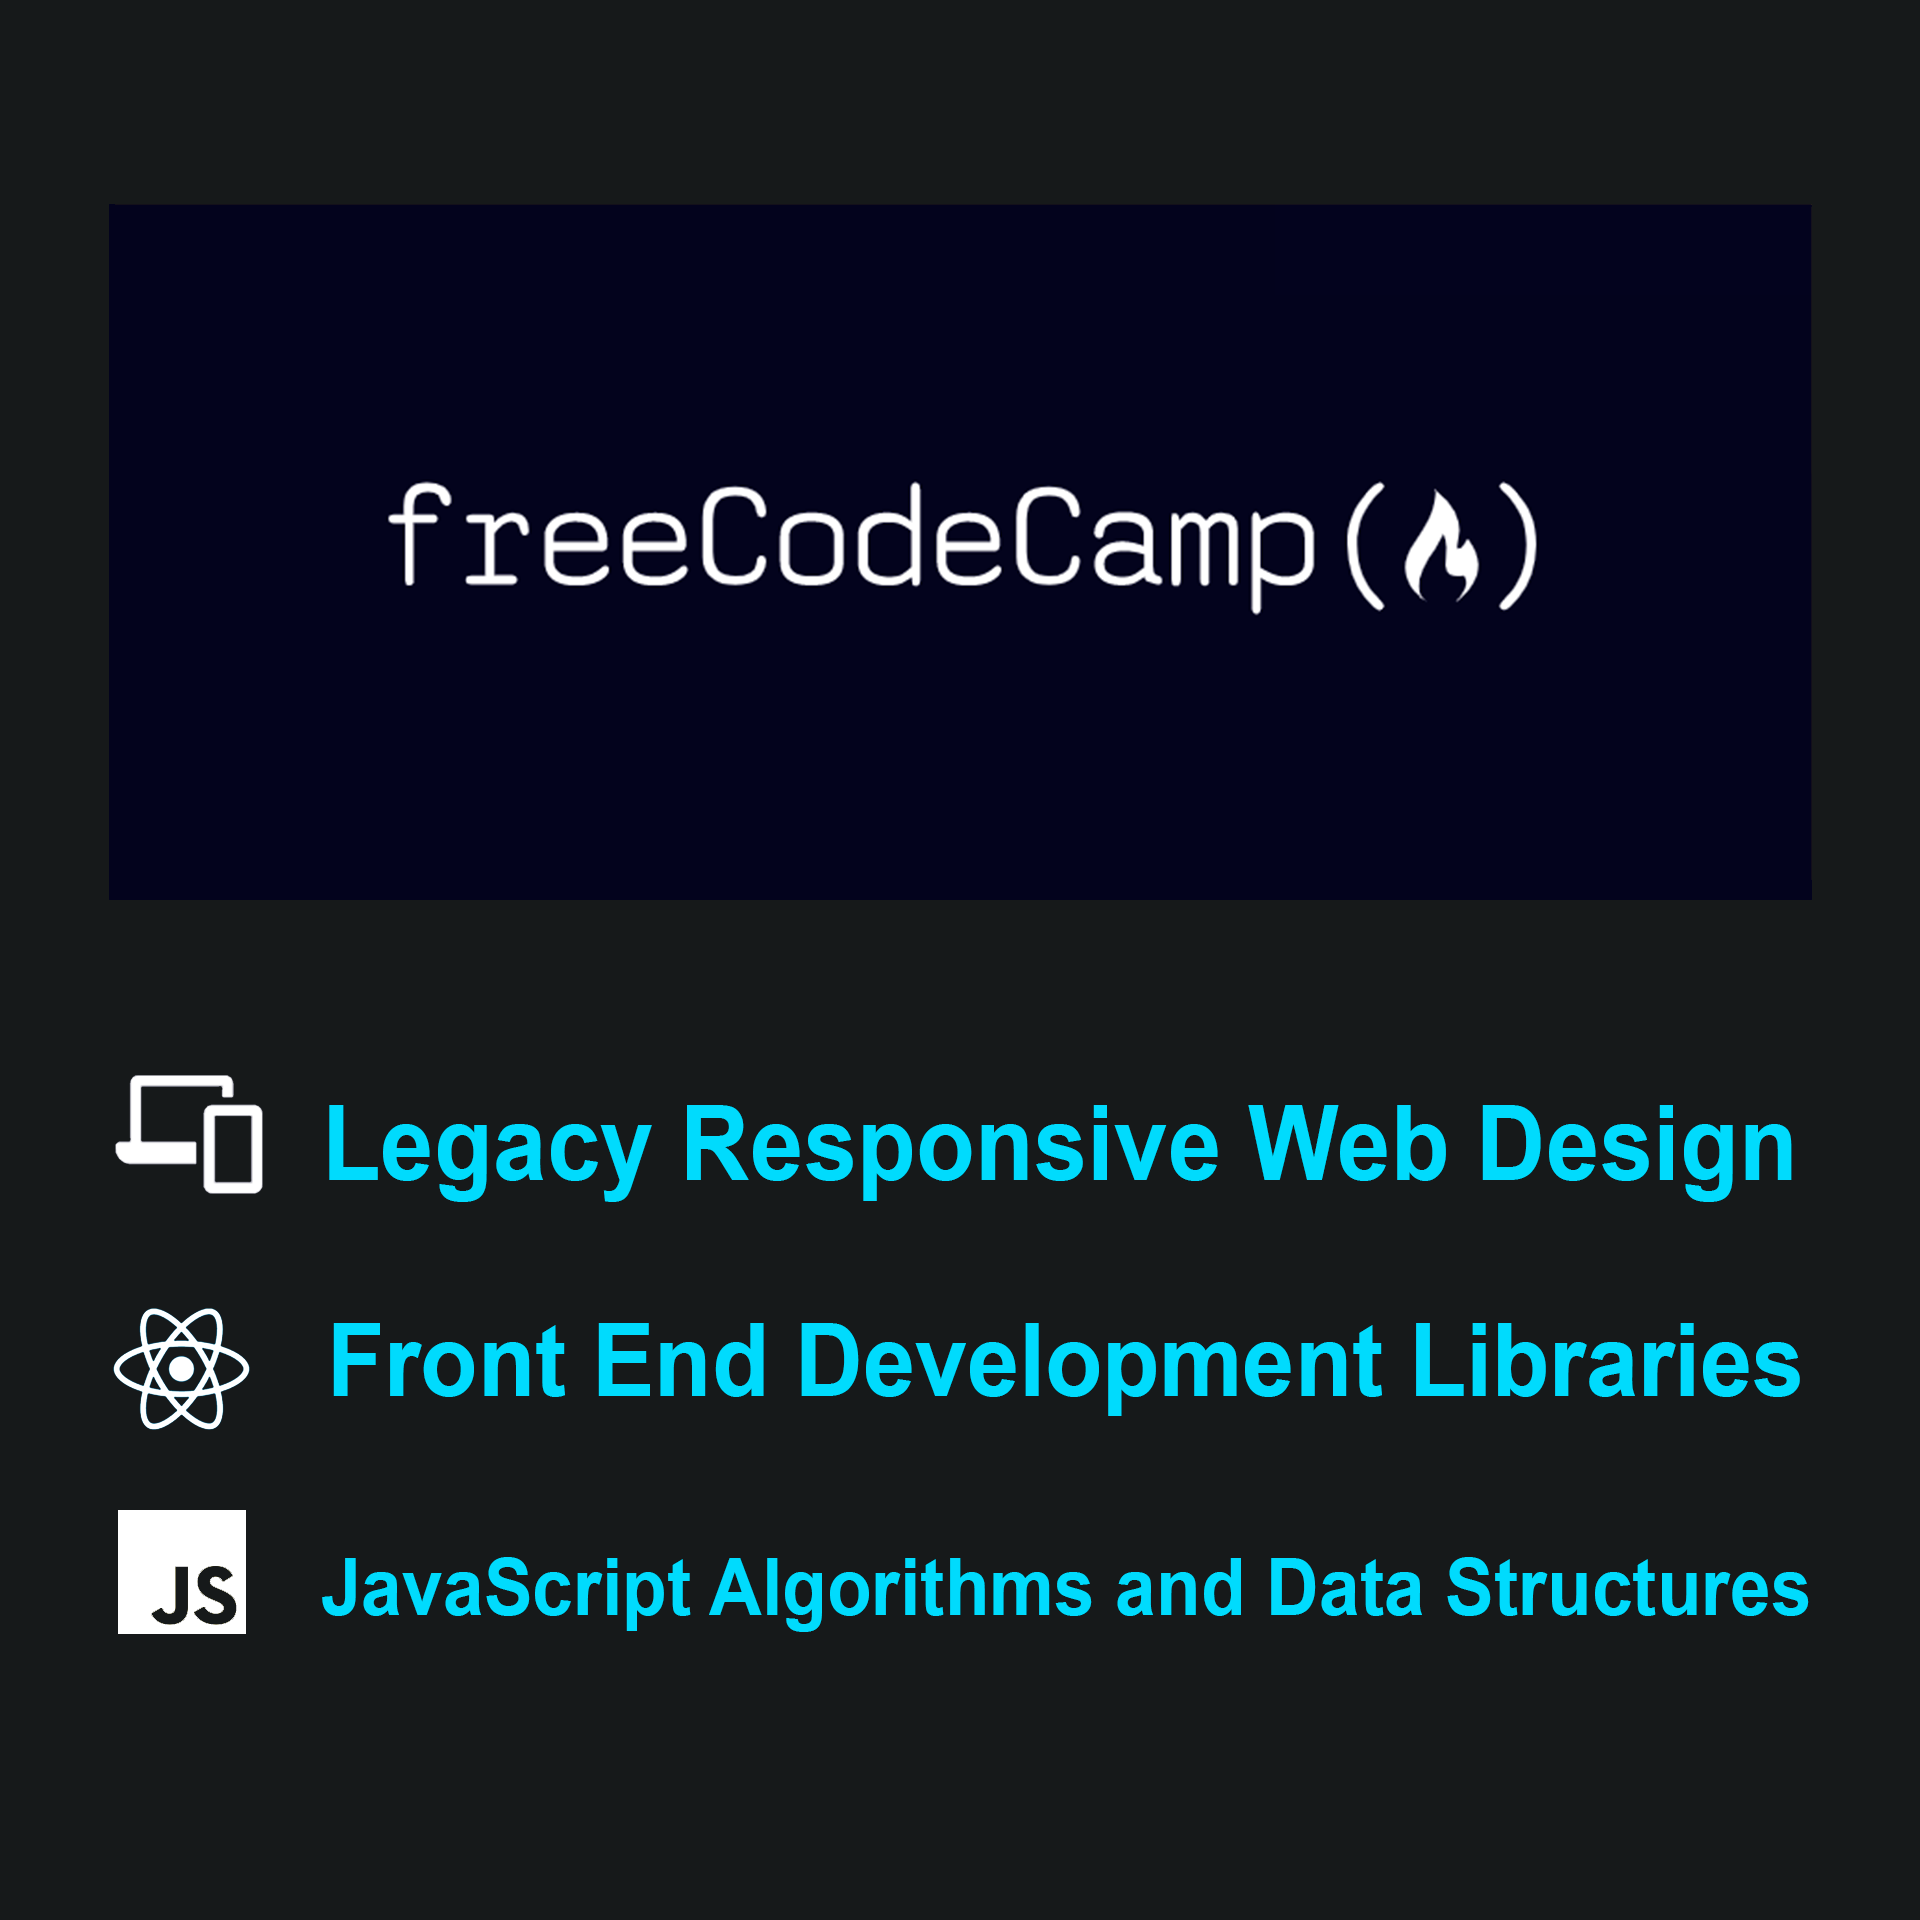 freeCodeCamp
Legacy Responsive Web Design
Front End Development Libraries
JS
JavaScript Algorithms and Data Structures